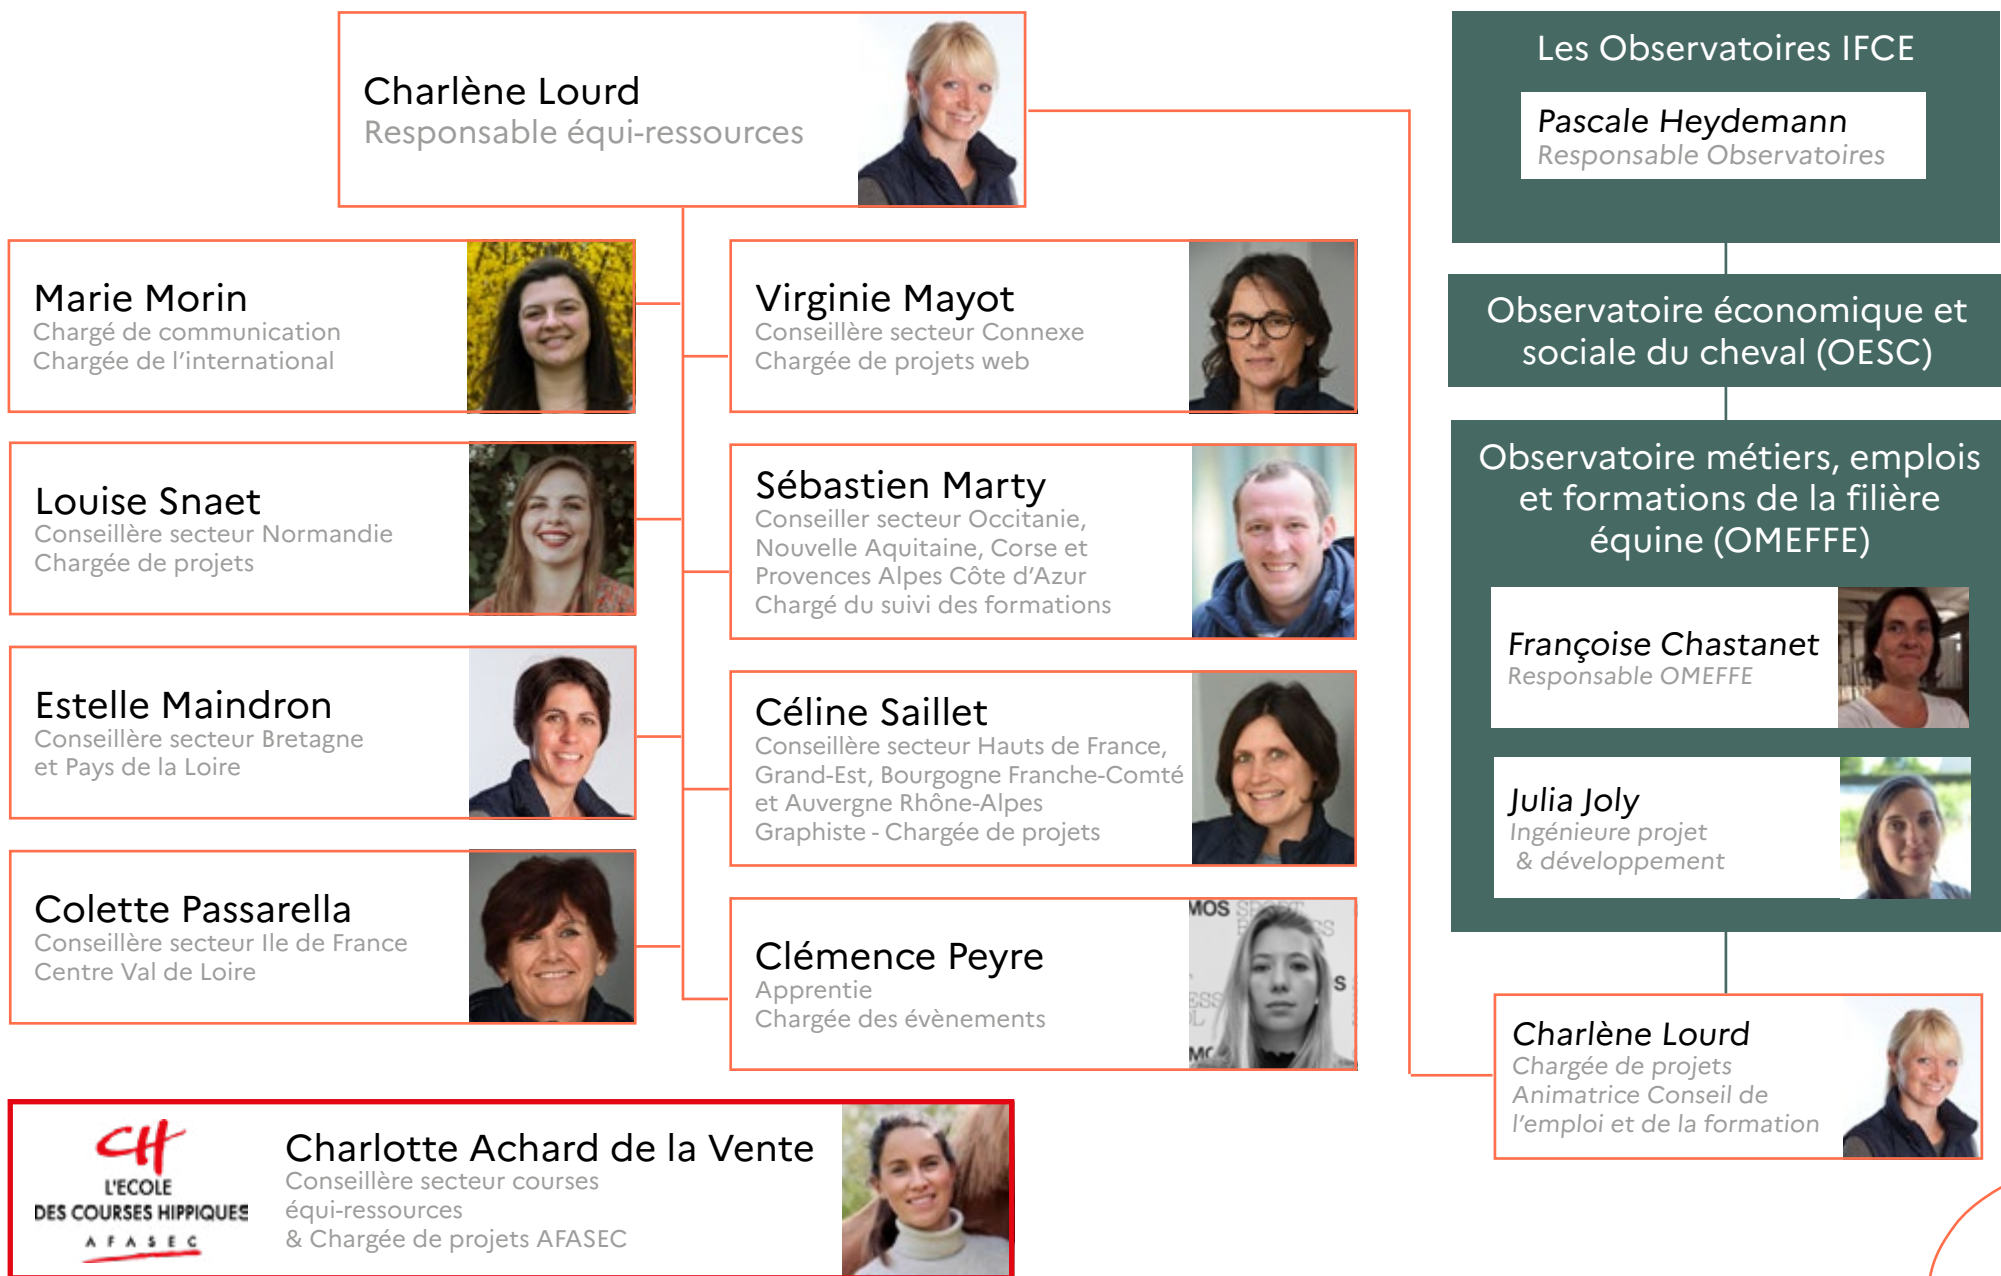 Charlène Lourd
Responsable équi-ressources
Marie Morin
Chargé de communication
Chargée de l'international
Virginie Mayot
Conseillère secteur Connexe
Chargée de projets web
Louise Snaet
Conseillère secteur Normandie
Chargée de projets
Sébastien Marty
Conseiller secteur Occitanie,
Nouvelle Aquitaine, Corse et
Provences Alpes Côte d'Azur
Chargé du suivi des formations
Estelle Maindron
Conseillère secteur Bretagne
et Pays de la Loire
Céline Saillet
Conseillère secteur Hauts de France,
Grand-Est, Bourgogne Franche-Comté
et Auvergne Rhône-Alpes
Graphiste - Chargée de projets
Colette Passarella
Conseillère secteur Ile de France
Centre Val de Loire
Clémence Peyre
Apprentie
Chargée des évènements
MOS SPORT
CH
L'ECOLE
DES COURSES HIPPIQUES
AFASEC
Charlotte Achard de la Vente
Conseillère secteur courses
équi-ressources
& Chargée de projets AFASEC
Les Observatoires IFCE
Pascale Heydemann
Responsable Observatoires
Observatoire économique et
sociale du cheval (OESC)
Observatoire métiers, emplois
et formations de la filière
équine (OMEFFE)
Françoise Chastanet
Responsable OMEFFE
Julia Joly
Ingénieure projet
& développement
Charlène Lourd
Chargée de projets
Animatrice Conseil de
l'emploi et de la formation